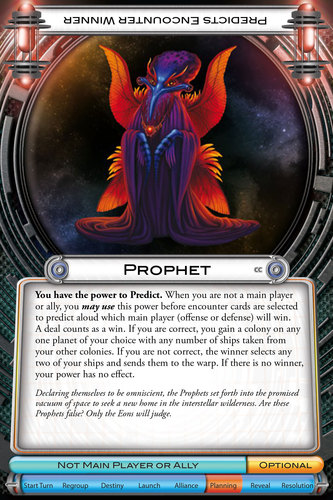 Predicts Encounter Winner
Prophet
CC
You have the power to Predict. When you are not a main player
or ally, you may use this power before encounter cards are selected
to predict aloud which main player (offense or defense) will win.
A deal counts as a win. If you are correct, you gain a colony on any
one planet of your choice with any number of ships taken from
your other colonies. If you are not correct, the winner selects any
two of your ships and sends them to the warp. If there is no winner,
your power has no effect.
Declaring themselves to be omniscient, the Prophets set forth into the promised
vacuum of space to seek a new home in the interstellar wilderness. Are these
Prophets false? Only the Eons will judge.
Not Main Player or Ally
Optional
Start Turn Regroup Destiny Launch Alliance Planning Reveal Resolution